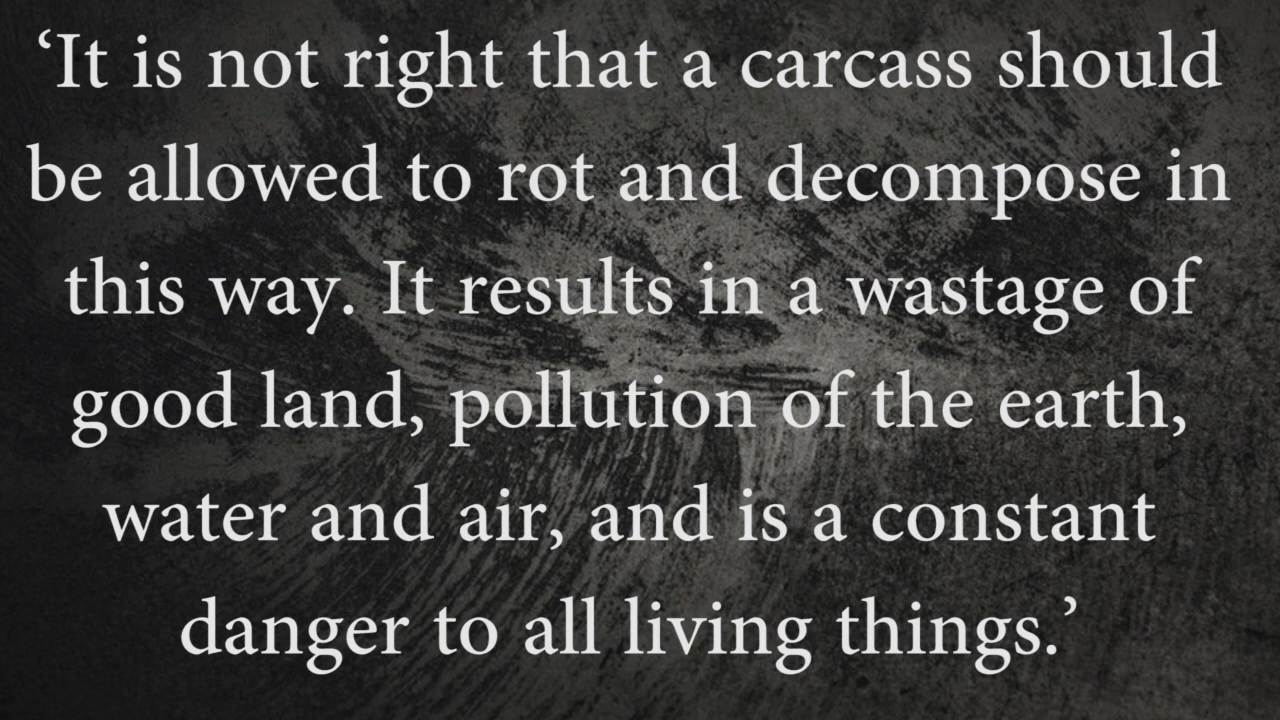 ‘It is not right that a carcass should
be allowed to rot and decompose in
this way. It results in a wastage of
good land, pollution of the earth,
water and air, and is a constant
danger to all living things.’